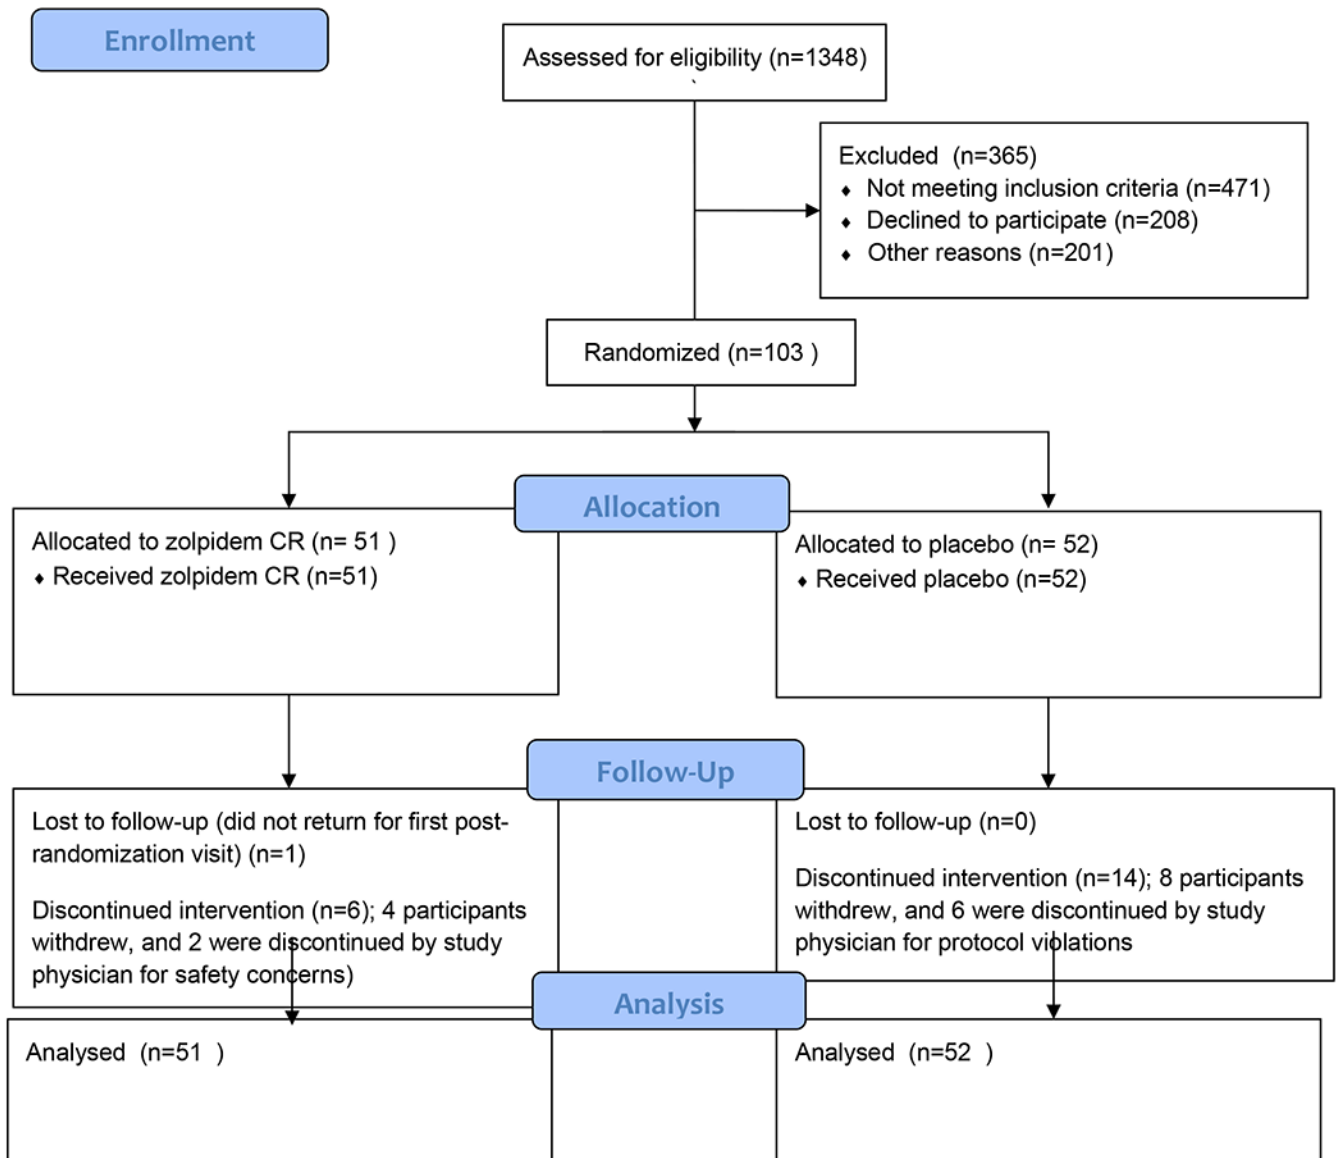 Enrollment
Assessed for eligibility (n=1348)
`
Excluded  (n=365)
♦ Not meeting inclusion criteria (n=471)
♦ Declined to participate (n=208)
♦ Other reasons (n=201)
Randomized (n=103 )
Allocation
Allocated to zolpidem CR (n= 51 )
♦ Received zolpidem CR (n=51)
Allocated to placebo (n= 52)
♦ Received placebo (n=52)
Follow-Up
Lost to follow-up (did not return for first post-
randomization visit) (n=1)
Discontinued intervention (n=6); 4 participants
withdrew, and 2 were discontinued by study
physician for safety concerns)
Lost to follow-up (n=0)
Discontinued intervention (n=14); 8 participants
withdrew, and 6 were discontinued by study
physician for protocol violations
Analysis
Analysed  (n=51  )
Analysed  (n=52  )